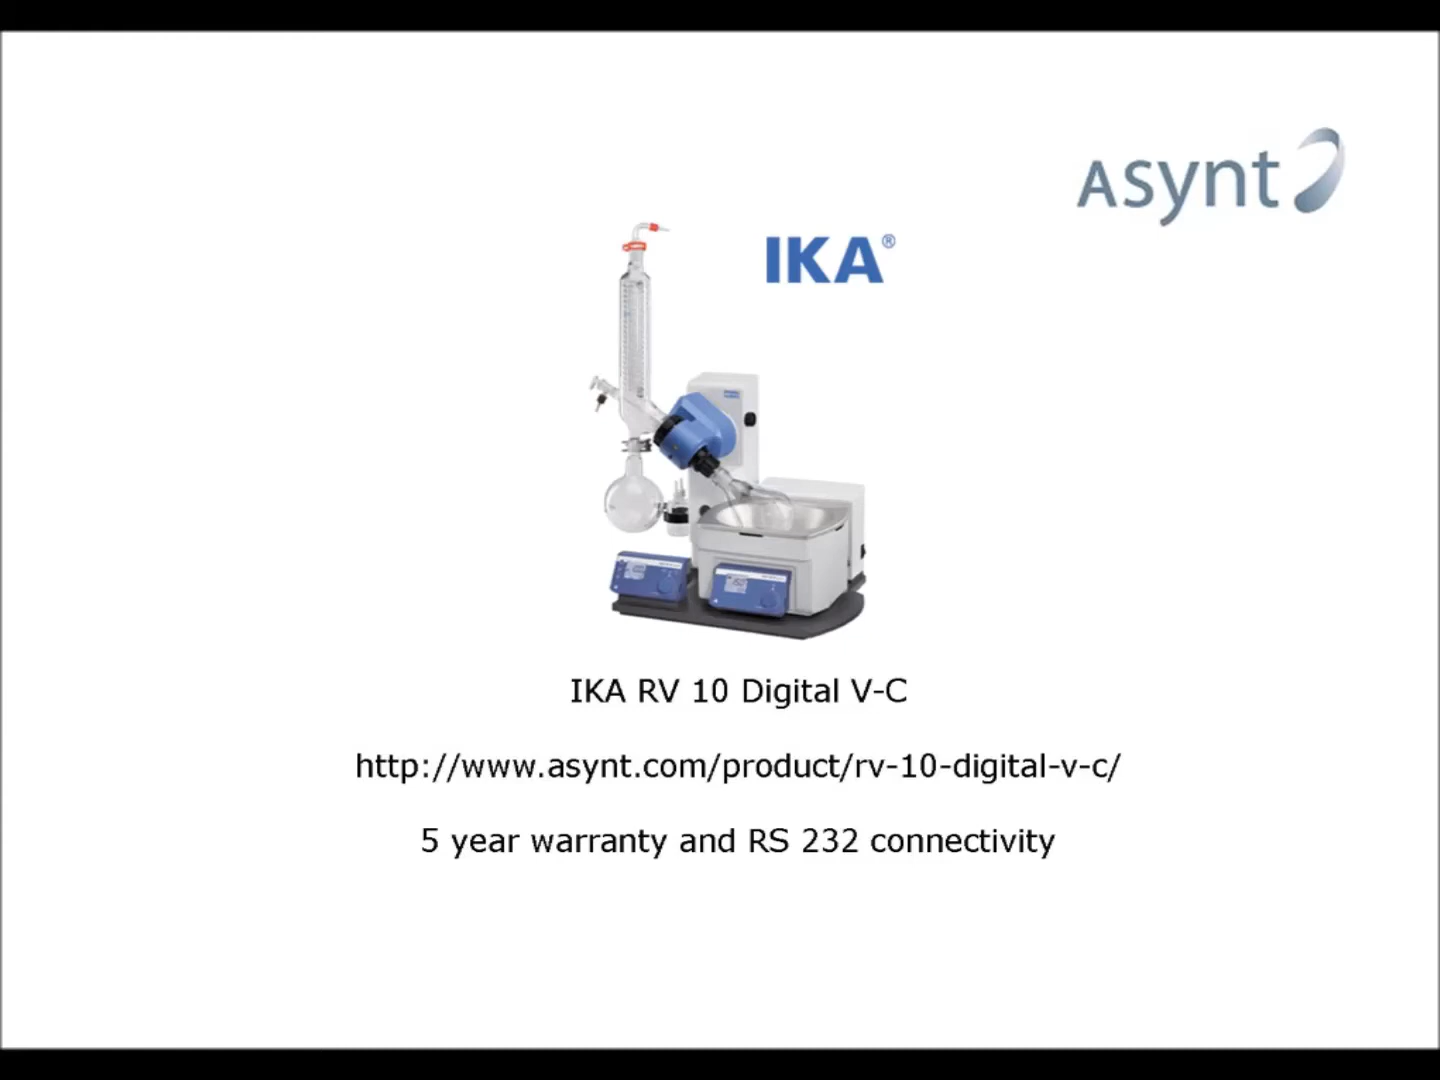 Asynt
IKA®
IKA RV 10 Digital V-C
http://www.asynt.com/product/rv-10-digital-v-c/
5 year warranty and RS 232 connectivity